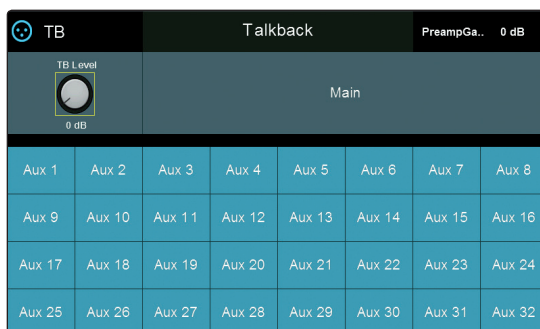 TB Talkback PreampGa.. 0 dB
TB Level
Main
0 dB
Aux 1 Aux 2 Aux 3 Aux 4 Aux 5 Aux 6 Aux 7 Aux 8
Aux 9 Aux 10 Aux 11 Aux 12 Aux 13 Aux 14 Aux 15 Aux 16
Aux 17 Aux 18 Aux 19 Aux 20 Aux 21 Aux 22 Aux 23 Aux 24
Aux 25 Aux 26 Aux 27 Aux 28 Aux 29 Aux 30 Aux 31 Aux 32